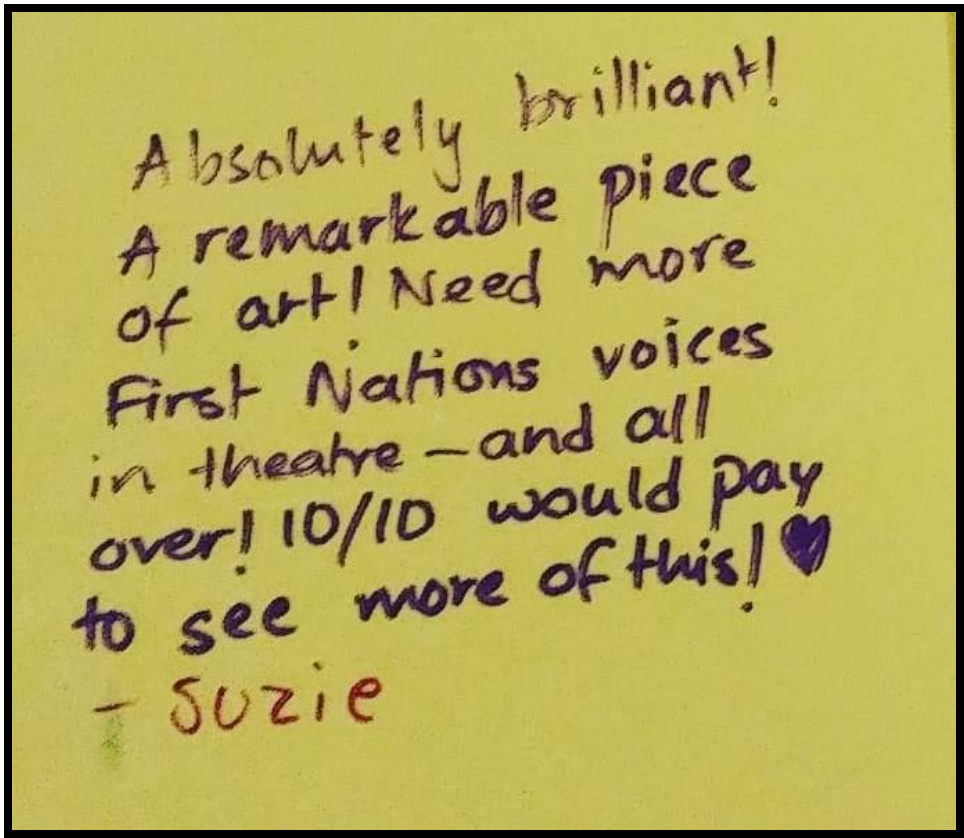 Absolutely brilliant!
A remarkable piece
of art! Need more
First Nations voices
in theatre – and all
over! 10/10 would pay
to see more of this! ♥
- Suzie